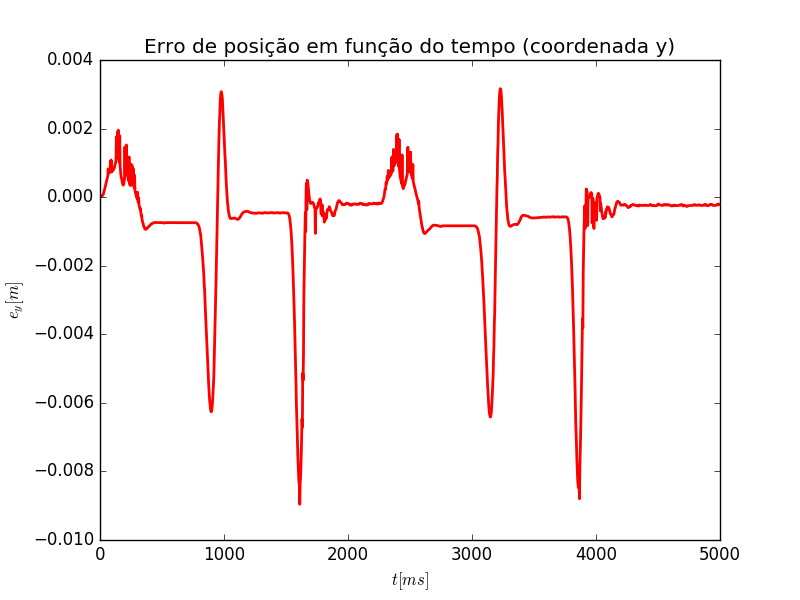 Erro de posição em função do tempo (coordenada y)
0.004
0.002
0.000
−0.002
−0.004
−0.006
−0.008
−0.010
e_y[m]
0 1000 2000 3000 4000 5000
t[ms]